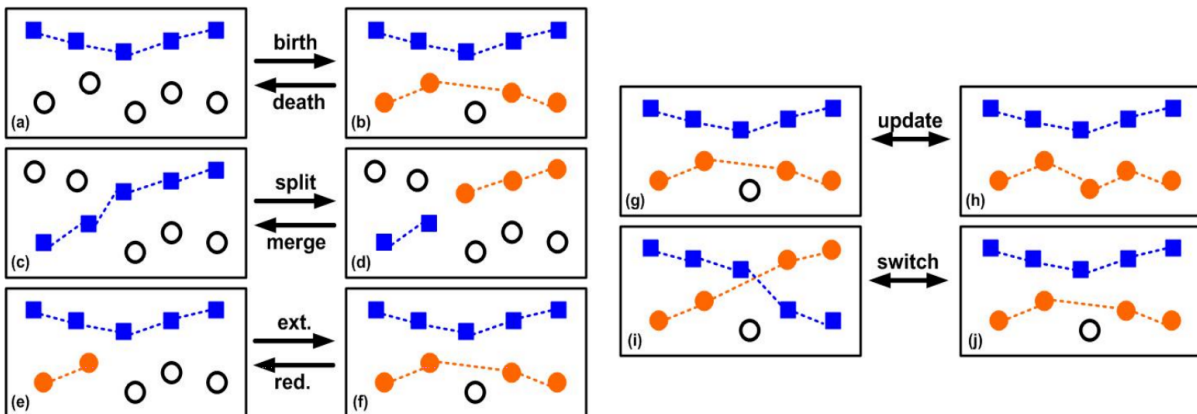 birth
death
(a)
(b)
split
merge
(c)
(d)
ext.
red.
(e)
(f)
update
(g)
(h)
switch
(i)
(j)